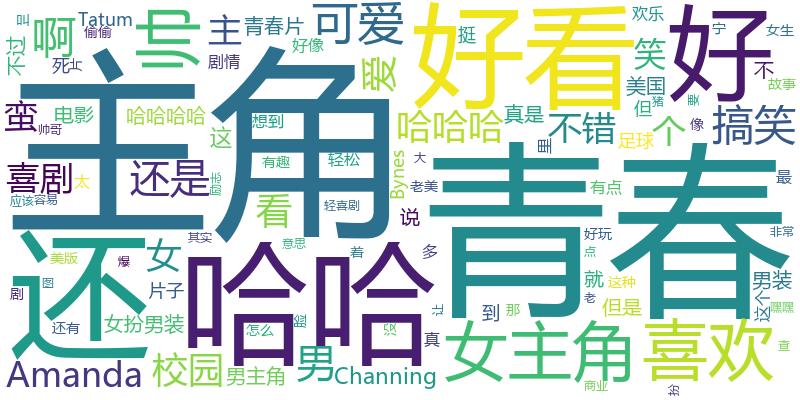 主角
青春
好看
哈哈
还
好
女主角
喜欢
帅
可爱
搞笑
还是
喜剧
校园
Amanda
Channing
Tatum
Bynes
啊
主
爱
笑
不错
哈哈哈
哈哈哈哈
个
看
女
男
男装
女扮男装
男主角
蛮
电影
青春片
好像
剧情
偷偷
死
不过
帅哥
太
应该
容易
励志
有趣
轻松
轻喜剧
想到
这
真是
挺
美国
但
猪
要
欢乐
宁
女生
不
故事
像
足球
里
有点
最
好玩
非常
点
就
这种
老
到
那
但是
这个
嘿嘿
查
扮
商业
让
说
大
老美
多
真
着
意思
其实
怎么
没
片子
爆
图
美版
剧
还有